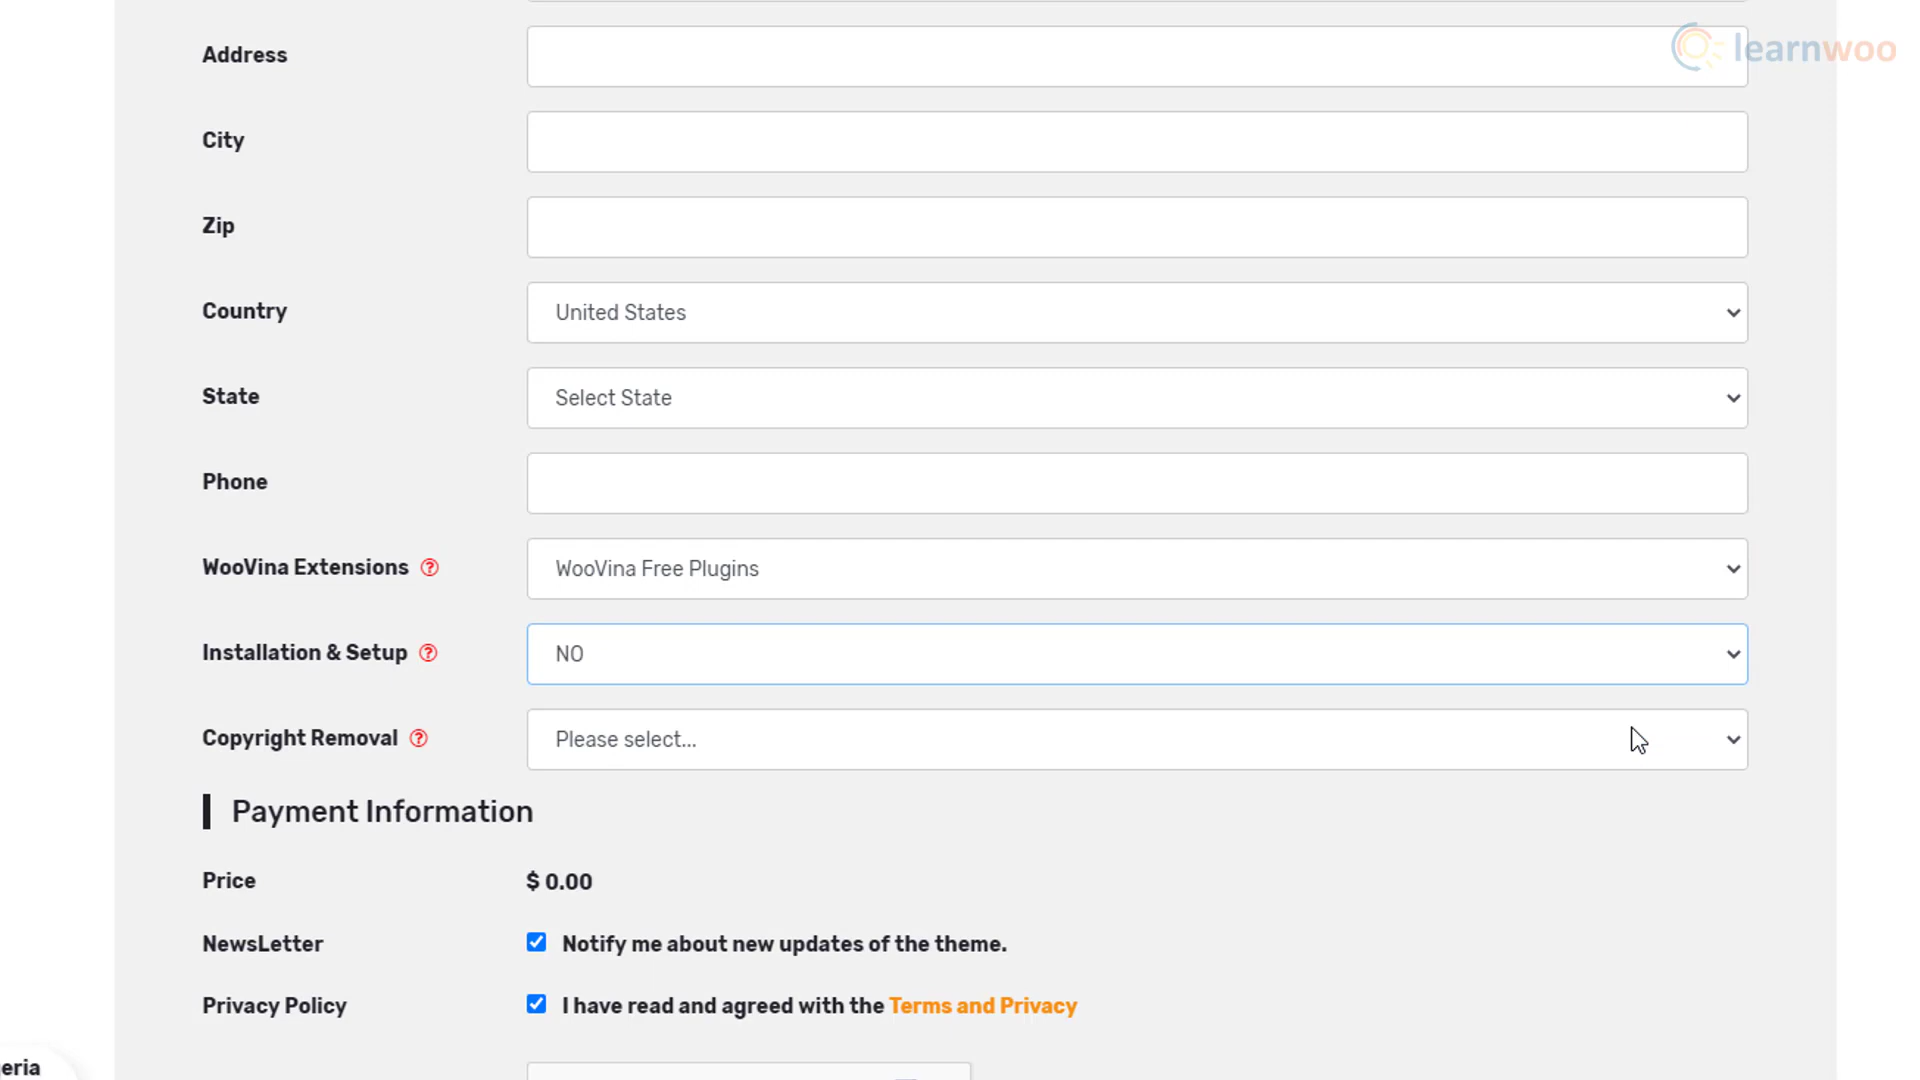 learnwoo
Address
City
Zip
Country United States
State Select State
Phone
WooVina Extensions ? WooVina Free Plugins
Installation & Setup ? NO
Copyright Removal ? Please select...
Payment Information
Price $ 0.00
NewsLetter Notify me about new updates of the theme.
Privacy Policy I have read and agreed with the Terms and Privacy
eria